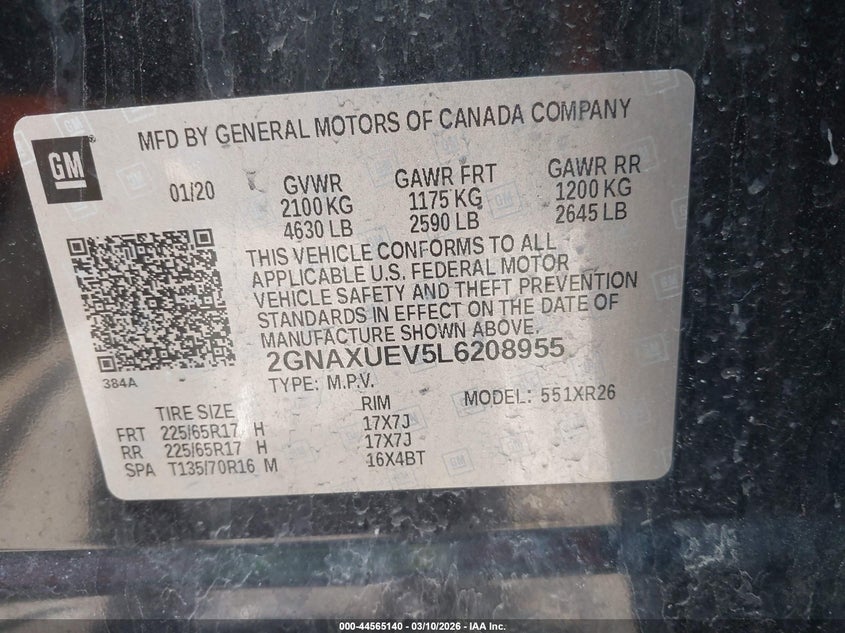 MFD BY GENERAL MOTORS OF CANADA COMPANY
GM®
01/20
GVWR
2100 KG
4630 LB
GAWR FRT
1175 KG
2590 LB
GAWR RR
1200 KG
2645 LB
THIS VEHICLE CONFORMS TO ALL
APPLICABLE U.S. FEDERAL MOTOR
VEHICLE SAFETY AND THEFT PREVENTION
STANDARDS IN EFFECT ON THE DATE OF
MANUFACTURE SHOWN ABOVE.
2GNAXUEV5L6208955
384A
TYPE: M.P.V.
MODEL: 551XR26
TIRE SIZE RIM
FRT 225/65R17 H 17X7J
RR 225/65R17 H 17X7J
SPA T135/70R16 M 16X4BT
000-44565140 — 03/10/2026 — IAA Inc.